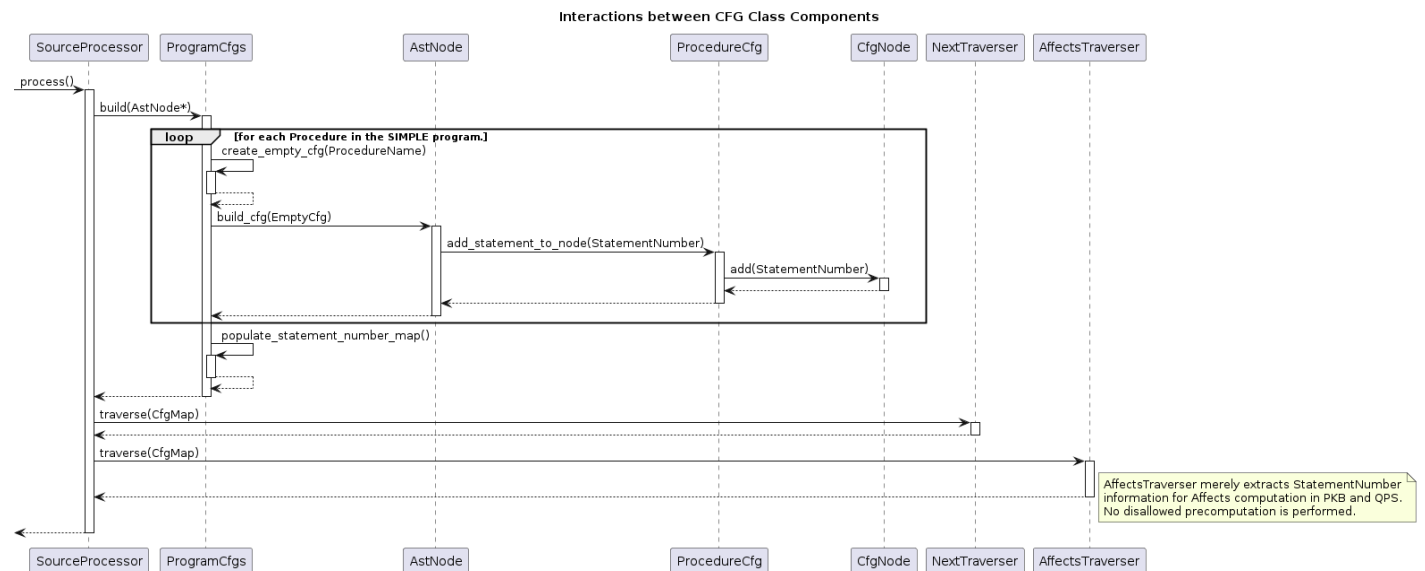 Interactions between CFG Class Components
SourceProcessor
ProgramCfgs
AstNode
ProcedureCfg
CfgNode
NextTraverser
AffectsTraverser
process()
build(AstNode*)
loop
[for each Procedure in the SIMPLE program.]
create_empty_cfg(ProcedureName)
build_cfg(EmptyCfg)
add_statement_to_node(StatementNumber)
add(StatementNumber)
populate_statement_number_map()
traverse(CfgMap)
traverse(CfgMap)
AffectsTraverser merely extracts StatementNumber
information for Affects computation in PKB and QPS.
No disallowed precomputation is performed.
SourceProcessor
ProgramCfgs
AstNode
ProcedureCfg
CfgNode
NextTraverser
AffectsTraverser